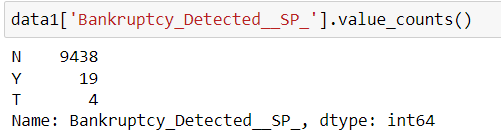 data1['Bankruptcy_Detected__SP_'].value_counts()
N    9438
Y      19
T       4
Name: Bankruptcy_Detected__SP_, dtype: int64